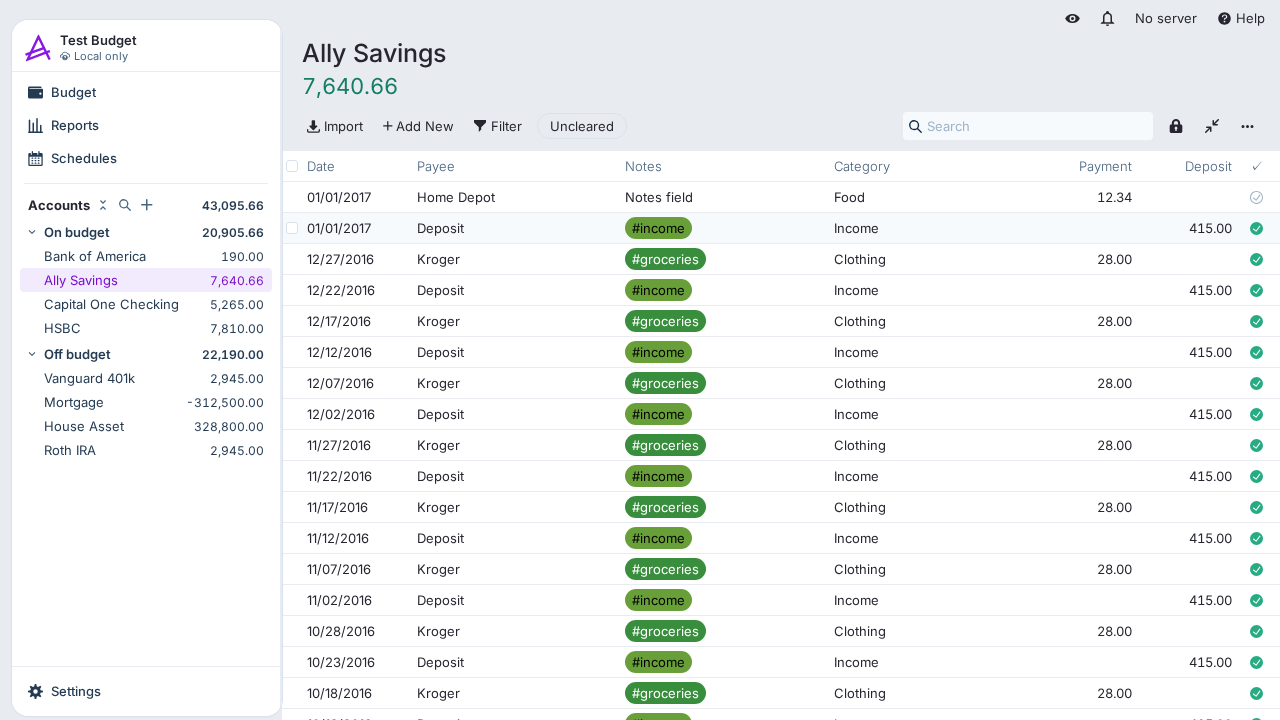 No server
Help
Test Budget
Local only
Budget
Reports
Schedules
Accounts 43,095.66
On budget 20,905.66
Bank of America 190.00
Ally Savings 7,640.66
Capital One Checking 5,265.00
HSBC 7,810.00
Off budget 22,190.00
Vanguard 401k 2,945.00
Mortgage -312,500.00
House Asset 328,800.00
Roth IRA 2,945.00
Settings
Ally Savings
7,640.66
Import Add New Filter Uncleared Search
Date Payee Notes Category Payment Deposit
01/01/2017 Home Depot Notes field Food 12.34
01/01/2017 Deposit #income Income 415.00
12/27/2016 Kroger #groceries Clothing 28.00
12/22/2016 Deposit #income Income 415.00
12/17/2016 Kroger #groceries Clothing 28.00
12/12/2016 Deposit #income Income 415.00
12/07/2016 Kroger #groceries Clothing 28.00
12/02/2016 Deposit #income Income 415.00
11/27/2016 Kroger #groceries Clothing 28.00
11/22/2016 Deposit #income Income 415.00
11/17/2016 Kroger #groceries Clothing 28.00
11/12/2016 Deposit #income Income 415.00
11/07/2016 Kroger #groceries Clothing 28.00
11/02/2016 Deposit #income Income 415.00
10/28/2016 Kroger #groceries Clothing 28.00
10/23/2016 Deposit #income Income 415.00
10/18/2016 Kroger #groceries Clothing 28.00